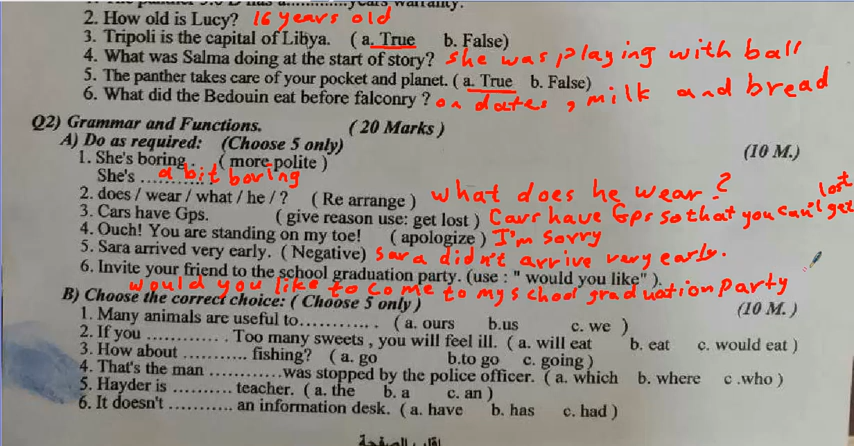 The panther 5.0 D has a..............years warranty.
2. How old is Lucy? 16 years old
3. Tripoli is the capital of Libya. ( a. True b. False)
4. What was Salma doing at the start of story? She was playing with ball
5. The panther takes care of your pocket and planet. ( a. True b. False)
6. What did the Bedouin eat before falconry ? on dates , milk and bread
Q2) Grammar and Functions. ( 20 Marks )
A) Do as required: (Choose 5 only) (10 M.)
1. She's boring . ( more polite )
She's ........... a bit boring
2. does / wear / what / he / ? ( Re arrange ) what does he wear ?
3. Cars have Gps. ( give reason use: get lost ) Cars have Gps so that you can't get lost
4. Ouch! You are standing on my toe! ( apologize ) I'm sorry
5. Sara arrived very early. ( Negative) Sara didn't arrive very early.
6. Invite your friend to the school graduation party. (use : " would you like" ).
would you like to come to my school graduation party
B) Choose the correct choice: ( Choose 5 only ) (10 M. )
1. Many animals are useful to............ . ( a. ours b.us c. we )
2. If you ............. . Too many sweets , you will feel ill. ( a. will eat b. eat c. would eat )
3. How about .......... fishing? ( a. go b.to go c. going )
4. That's the man ............was stopped by the police officer. ( a. which b. where c .who )
5. Hayder is .......... teacher. ( a. the b. a c. an )
6. It doesn't ........... an information desk. ( a. have b. has c. had )